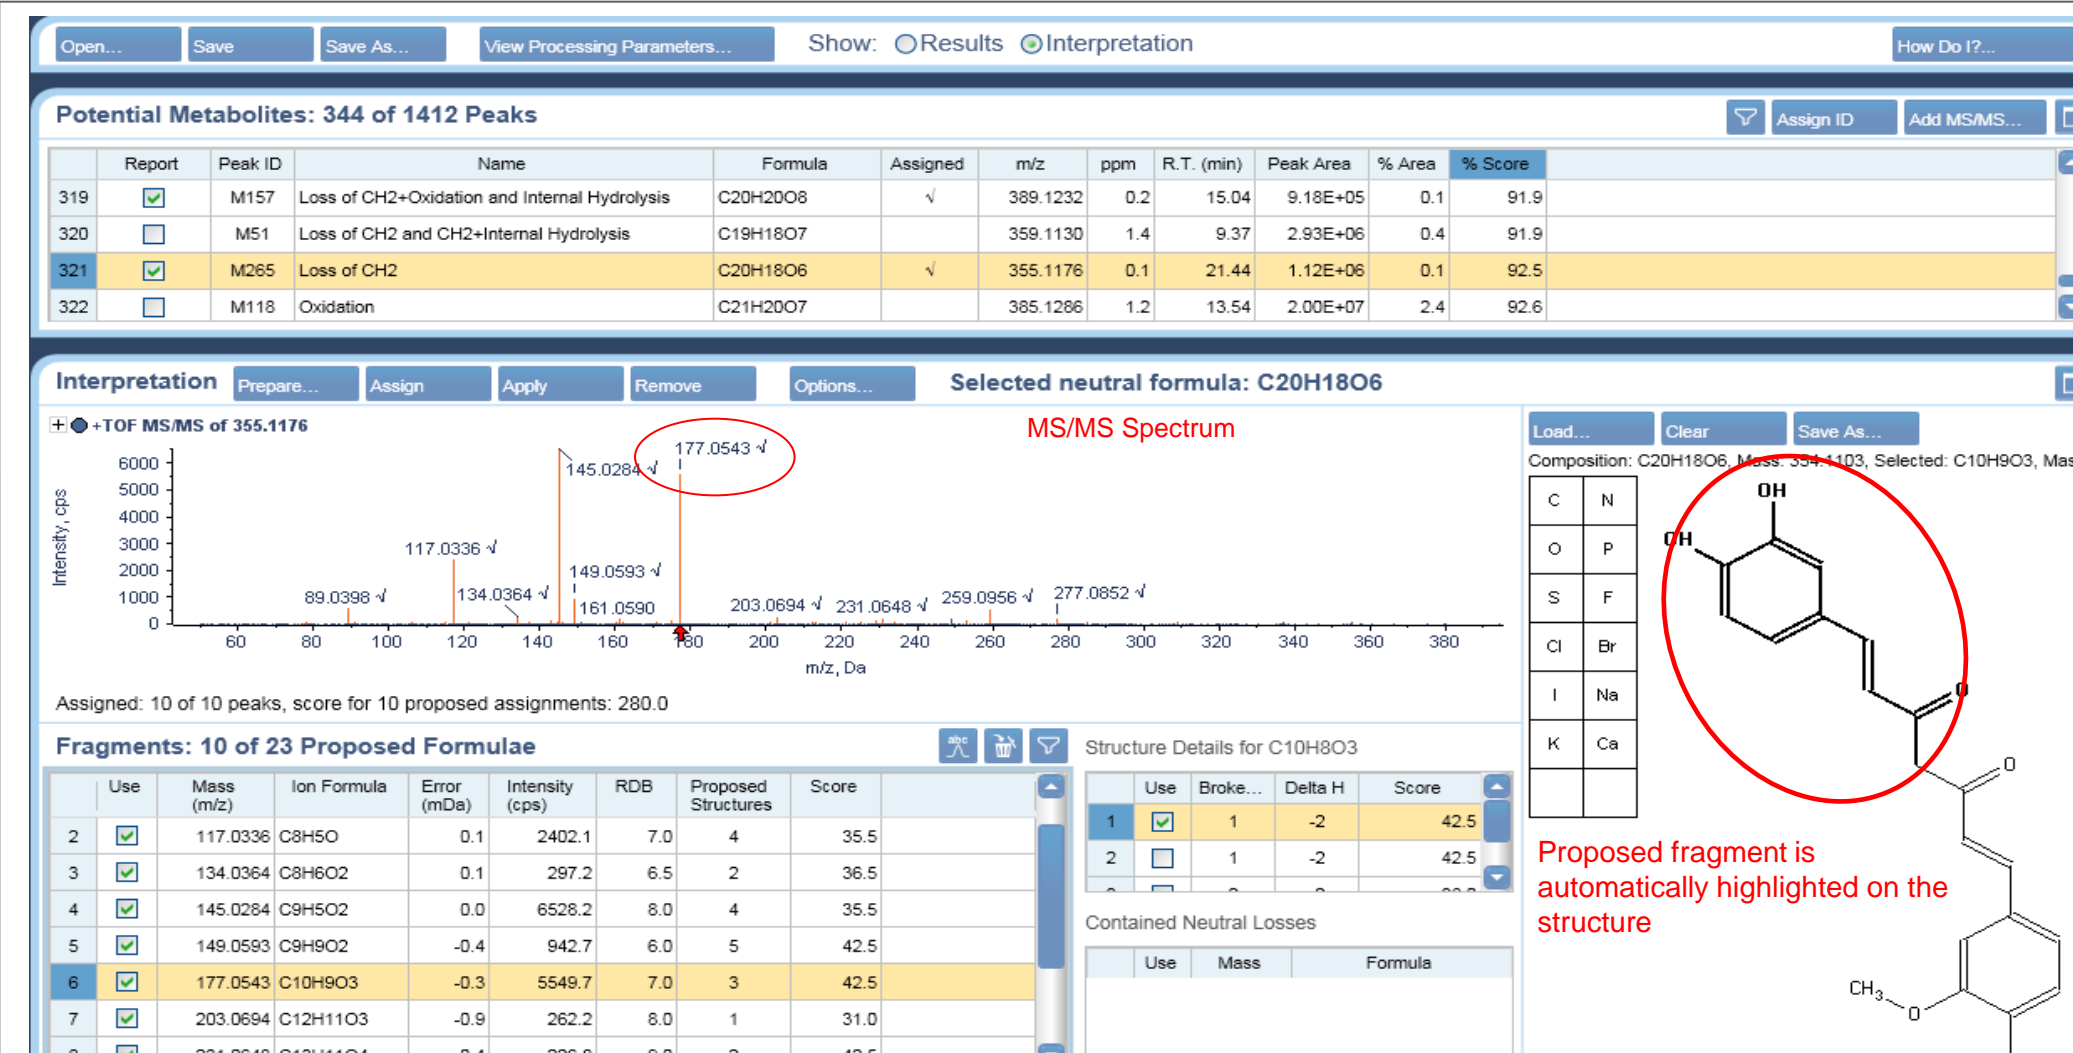 Open... Save Save As... View Processing Parameters... Show: Results Interpretation How Do I?...
Potential Metabolites: 344 of 1412 Peaks Assign ID Add MS/MS...
Report Peak ID Name Formula Assigned m/z ppm R.T. (min) Peak Area % Area % Score
319 M157 Loss of CH2+Oxidation and Internal Hydrolysis C20H20O8 √ 389.1232 0.2 15.04 9.18E+05 0.1 91.9
320 M51 Loss of CH2 and CH2+Internal Hydrolysis C19H18O7 359.1130 1.4 9.37 2.93E+06 0.4 91.9
321 M265 Loss of CH2 C20H18O6 √ 355.1176 0.1 21.44 1.12E+06 0.1 92.5
322 M118 Oxidation C21H20O7 385.1286 1.2 13.54 2.00E+07 2.4 92.6
Interpretation Prepare... Assign Apply Remove Options... Selected neutral formula: C20H18O6
+TOF MS/MS of 355.1176
MS/MS Spectrum
Intensity, cps
6000
5000
4000
3000
2000
1000
0
177.0543 √
145.0284 √
117.0336 √
149.0593 √
89.0398 √
134.0364 √
161.0590
203.0694 √
231.0648 √
259.0956 √
277.0852 √
60 80 100 120 140 160 180 200 220 240 260 280 300 320 340 360 380
m/z, Da
Assigned: 10 of 10 peaks, score for 10 proposed assignments: 280.0
Load... Clear Save As...
Composition: C20H18O6, Mass: 354.1103, Selected: C10H9O3,
C N
O P
S F
Cl Br
I Na
K Ca
OH
OH
O
O
CH3
O
Proposed fragment is
automatically highlighted on the
structure
Fragments: 10 of 23 Proposed Formulae
abc
Use Mass (m/z) Ion Formula Error (mDa) Intensity (cps) RDB Proposed Structures Score
2 117.0336 C8H5O 0.1 2402.1 7.0 4 35.5
3 134.0364 C8H6O2 0.1 297.2 6.5 2 36.5
4 145.0284 C9H5O2 0.0 6528.2 8.0 4 35.5
5 149.0593 C9H9O2 -0.4 942.7 6.0 5 42.5
6 177.0543 C10H9O3 -0.3 5549.7 7.0 3 42.5
7 203.0694 C12H11O3 -0.9 262.2 8.0 1 31.0
Structure Details for C10H8O3
Use Broke... Delta H Score
1 1 -2 42.5
2 1 -2 42.5
Contained Neutral Losses
Use Mass Formula